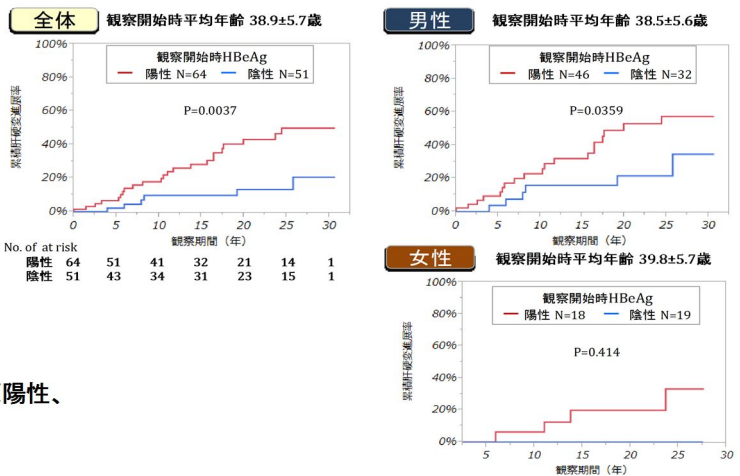 全体 観察開始時平均年齢 38.9±5.7歳
100%
80%
60%
40%
20%
0%
累積肝硬変進展率
観察開始時HBeAg
陽性 N=64 陰性 N=51
P=0.0037
0 5 10 15 20 25 30
観察期間（年）
No. of at risk
陽性 64 51 41 32 21 14 1
陰性 51 43 34 31 23 15 1
男性 観察開始時平均年齢 38.5±5.6歳
100%
80%
60%
40%
20%
0%
累積肝硬変進展率
観察開始時HBeAg
陽性 N=46 陰性 N=32
P=0.0359
0 5 10 15 20 25 30
観察期間（年）
女性 観察開始時平均年齢 39.8±5.7歳
100%
80%
60%
40%
20%
0%
累積肝硬変進展率
観察開始時HBeAg
陽性 N=18 陰性 N=19
P=0.414
5 10 15 20 25 30
観察期間（年）
陽性、